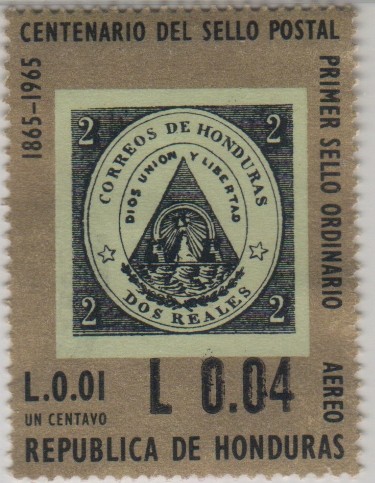 CENTENARIO DEL SELLO POSTAL
1865-1965
PRIMER SELLO ORDINARIO
AEREO
2 2
CORREOS DE HONDURAS
DIOS UNION Y LIBERTAD
DOS REALES
2 2
L.0.01
UN CENTAVO
L 0.04
REPUBLICA DE HONDURAS